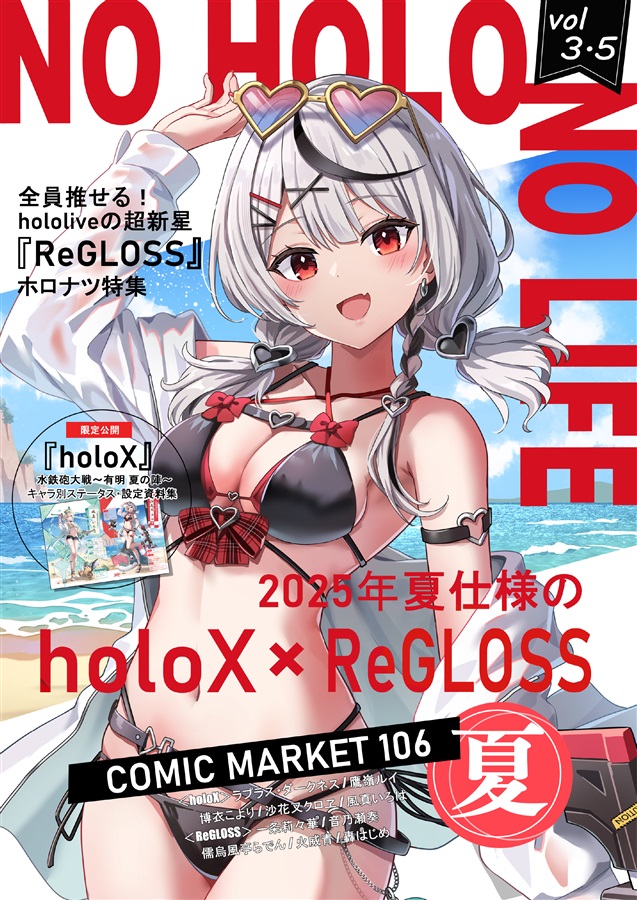 NO HOLO
NO LIFE
vol
3・5
全員推せる！
hololiveの超新星
『ReGLOSS』
ホロナツ特集
限定公開
『holoX』
水鉄砲大戦～有明 夏の陣～
キャラ別ステータス・設定資料集
2025年夏仕様の
holoX × ReGLOSS
COMIC MARKET 106
夏
<holoX> ラプラス・ダークネス / 鷹嶺ルイ
博衣こより / 沙花叉クロヱ / 風真いろは
<ReGLOSS> 一条莉々華 / 音乃瀬奏
儒烏風亭らでん / 火威青 / 轟はじめ